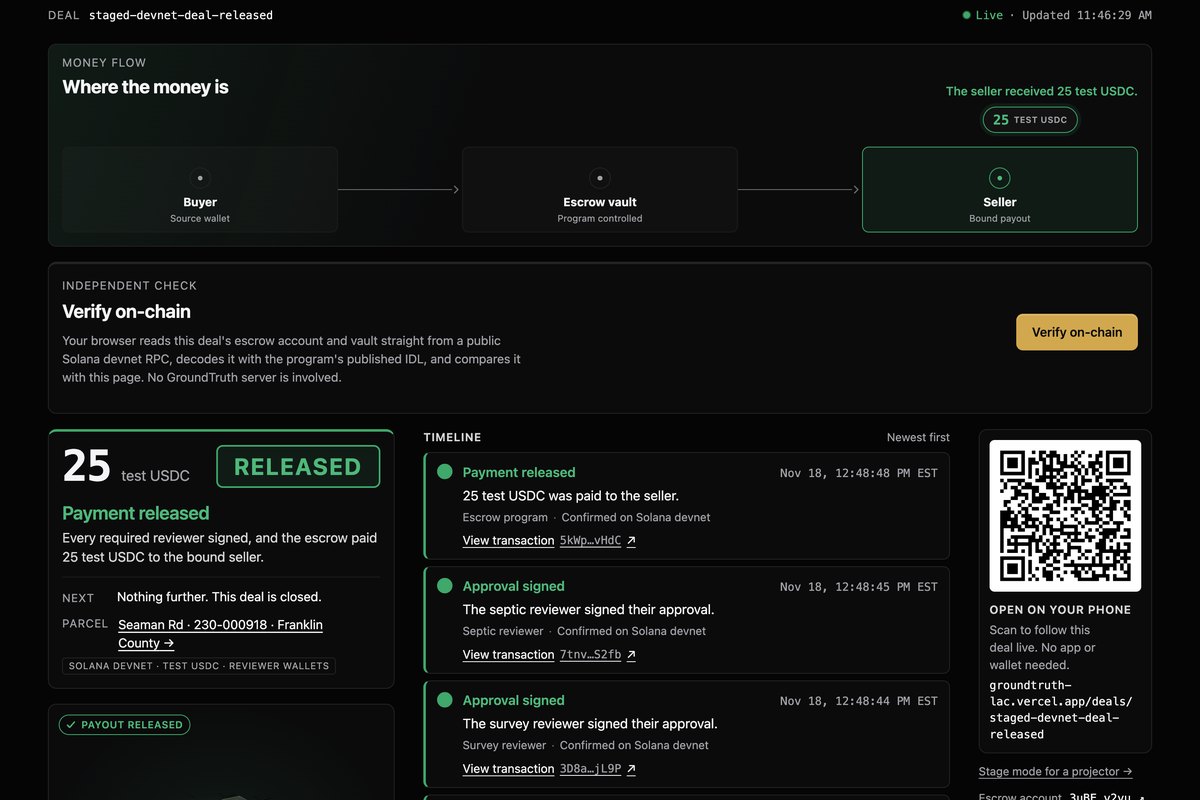 DEAL staged-devnet-deal-released
Live · Updated 11:46:29 AM
MONEY FLOW
Where the money is
The seller received 25 test USDC.
25 TEST USDC
Buyer
Source wallet
Escrow vault
Program controlled
Seller
Bound payout
INDEPENDENT CHECK
Verify on-chain
Your browser reads this deal's escrow account and vault straight from a public
Solana devnet RPC, decodes it with the program's published IDL, and compares it
with this page. No GroundTruth server is involved.
Verify on-chain
25 test USDC
RELEASED
Payment released
Every required reviewer signed, and the escrow paid
25 test USDC to the bound seller.
NEXT Nothing further. This deal is closed.
PARCEL Seaman Rd · 230-000918 · Franklin
County →
SOLANA DEVNET · TEST USDC · REVIEWER WALLETS
✓ PAYOUT RELEASED
TIMELINE
Newest first
Payment released
Nov 18, 12:48:48 PM EST
25 test USDC was paid to the seller.
Escrow program · Confirmed on Solana devnet
View transaction 5kWp…vHdC ↗
Approval signed
Nov 18, 12:48:45 PM EST
The septic reviewer signed their approval.
Septic reviewer · Confirmed on Solana devnet
View transaction 7tnv…S2fb ↗
Approval signed
Nov 18, 12:48:44 PM EST
The survey reviewer signed their approval.
Survey reviewer · Confirmed on Solana devnet
View transaction 3D8a…jL9P ↗
OPEN ON YOUR PHONE
Scan to follow this
deal live. No app or
wallet needed.
groundtruth-
lac.vercel.app/deals/
staged-devnet-deal-
released
Stage mode for a projector →
Escrow account